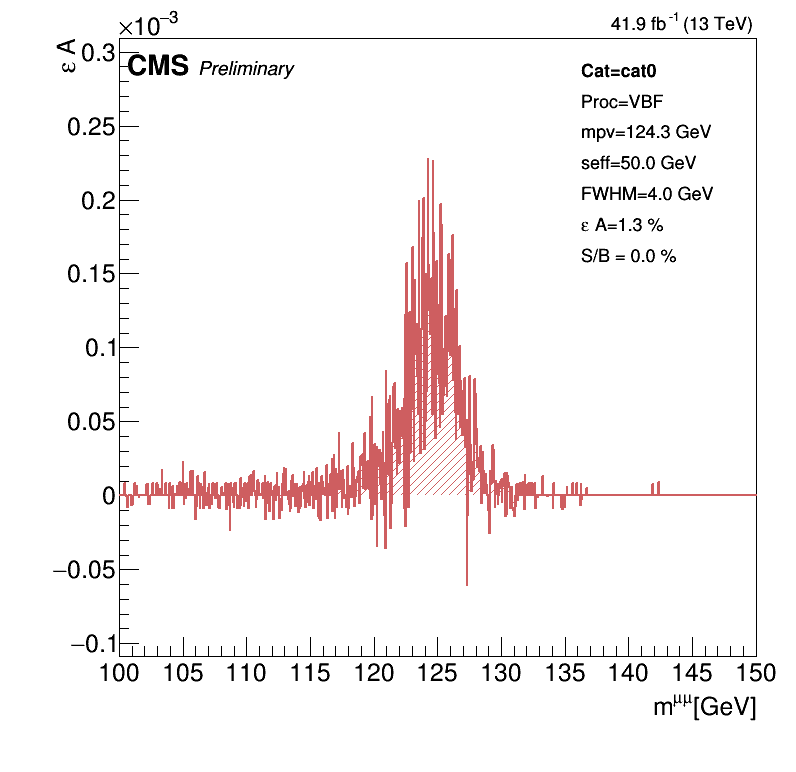 ×10⁻³
41.9 fb⁻¹ (13 TeV)
ε A
CMS Preliminary
Cat=cat0
Proc=VBF
mpv=124.3 GeV
seff=50.0 GeV
FWHM=4.0 GeV
ε A=1.3 %
S/B = 0.0 %
0.3
0.25
0.2
0.15
0.1
0.05
0
−0.05
−0.1
100 105 110 115 120 125 130 135 140 145 150
m^μμ[GeV]